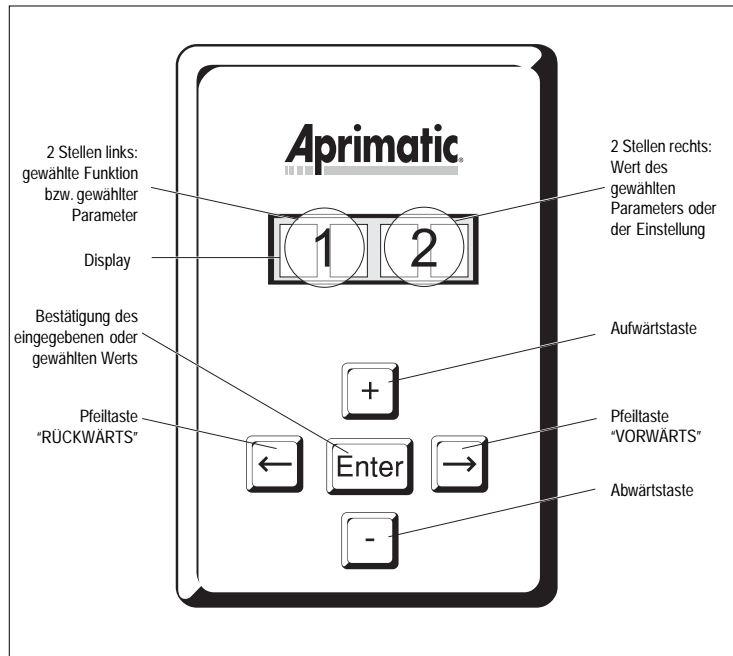 Aprimatic®
2 Stellen links:
gewählte Funktion
bzw. gewählter
Parameter
2 Stellen rechts:
Wert des
gewählten
Parameters oder
der Einstellung
1 2
Display
Bestätigung des
eingegebenen oder
gewählten Werts
Aufwärtstaste
+
Pfeiltaste
“RÜCKWÄRTS”
← Enter →
Pfeiltaste
“VORWÄRTS”
Abwärtstaste
-